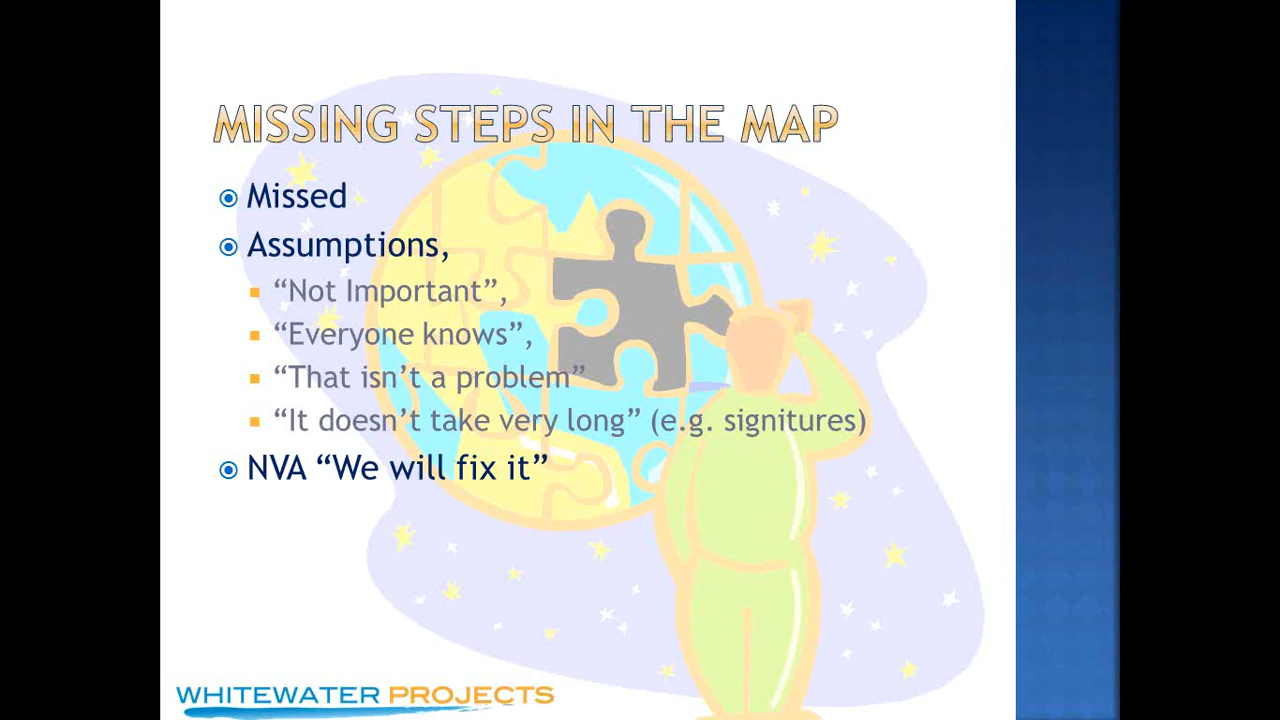 MISSING STEPS IN THE MAP
Missed
Assumptions,
“Not Important”,
“Everyone knows”,
“That isn’t a problem”
“It doesn’t take very long” (e.g. signitures)
NVA “We will fix it”
WHITEWATER PROJECTS